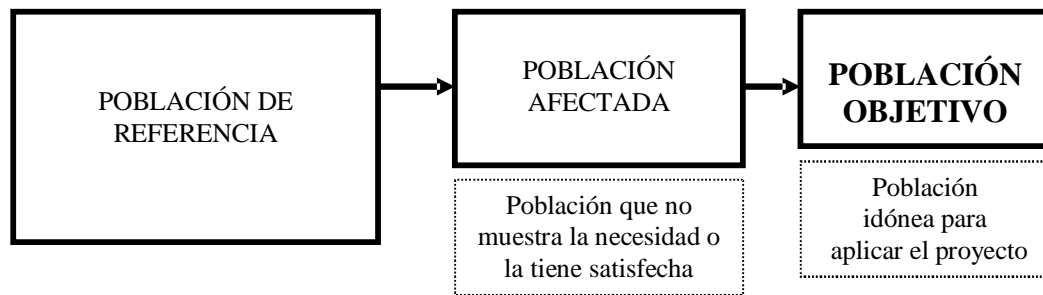 POBLACIÓN DE
REFERENCIA
POBLACIÓN
AFECTADA
POBLACIÓN
OBJETIVO
Población que no
muestra la necesidad o
la tiene satisfecha
Población
idónea para
aplicar el proyecto